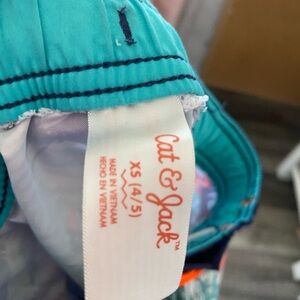 Cat & Jack™
XS (4/5)
MADE IN VIETNAM
HECHO EN VIETNAM